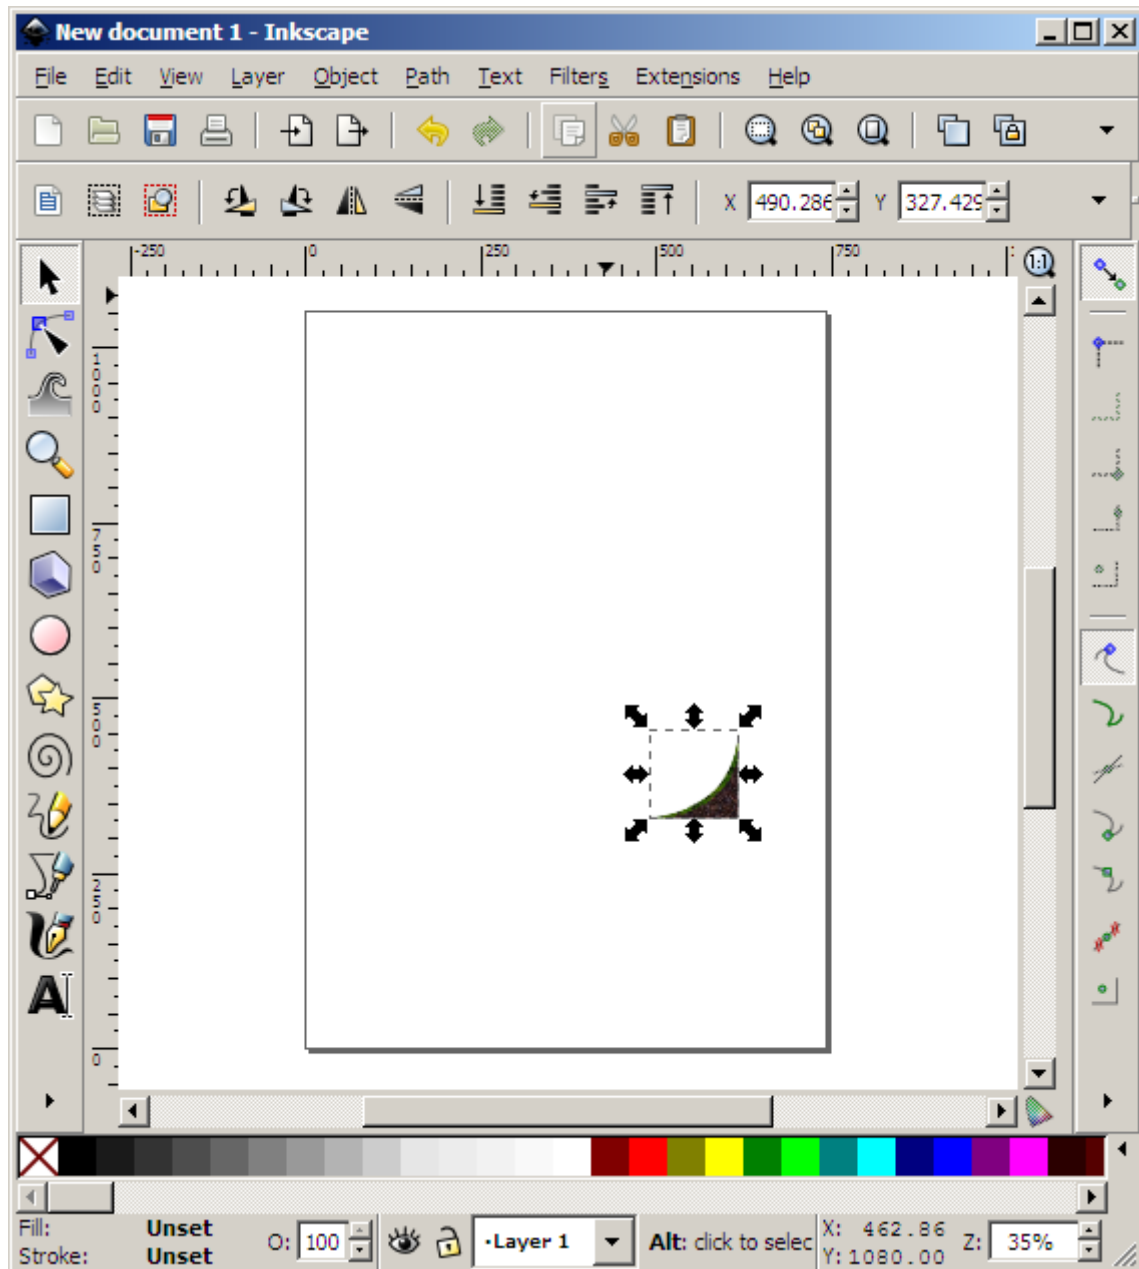 New document 1 - Inkscape
File Edit View Layer Object Path Text Filters Extensions Help
X 490.286 Y 327.429
-250 0 250 500 750
1000
750
500
250
0
1:1
A
Fill: Unset
Stroke: Unset
O: 100
·Layer 1
Alt: click to selec
X: 462.86
Y: 1080.00
Z: 35%